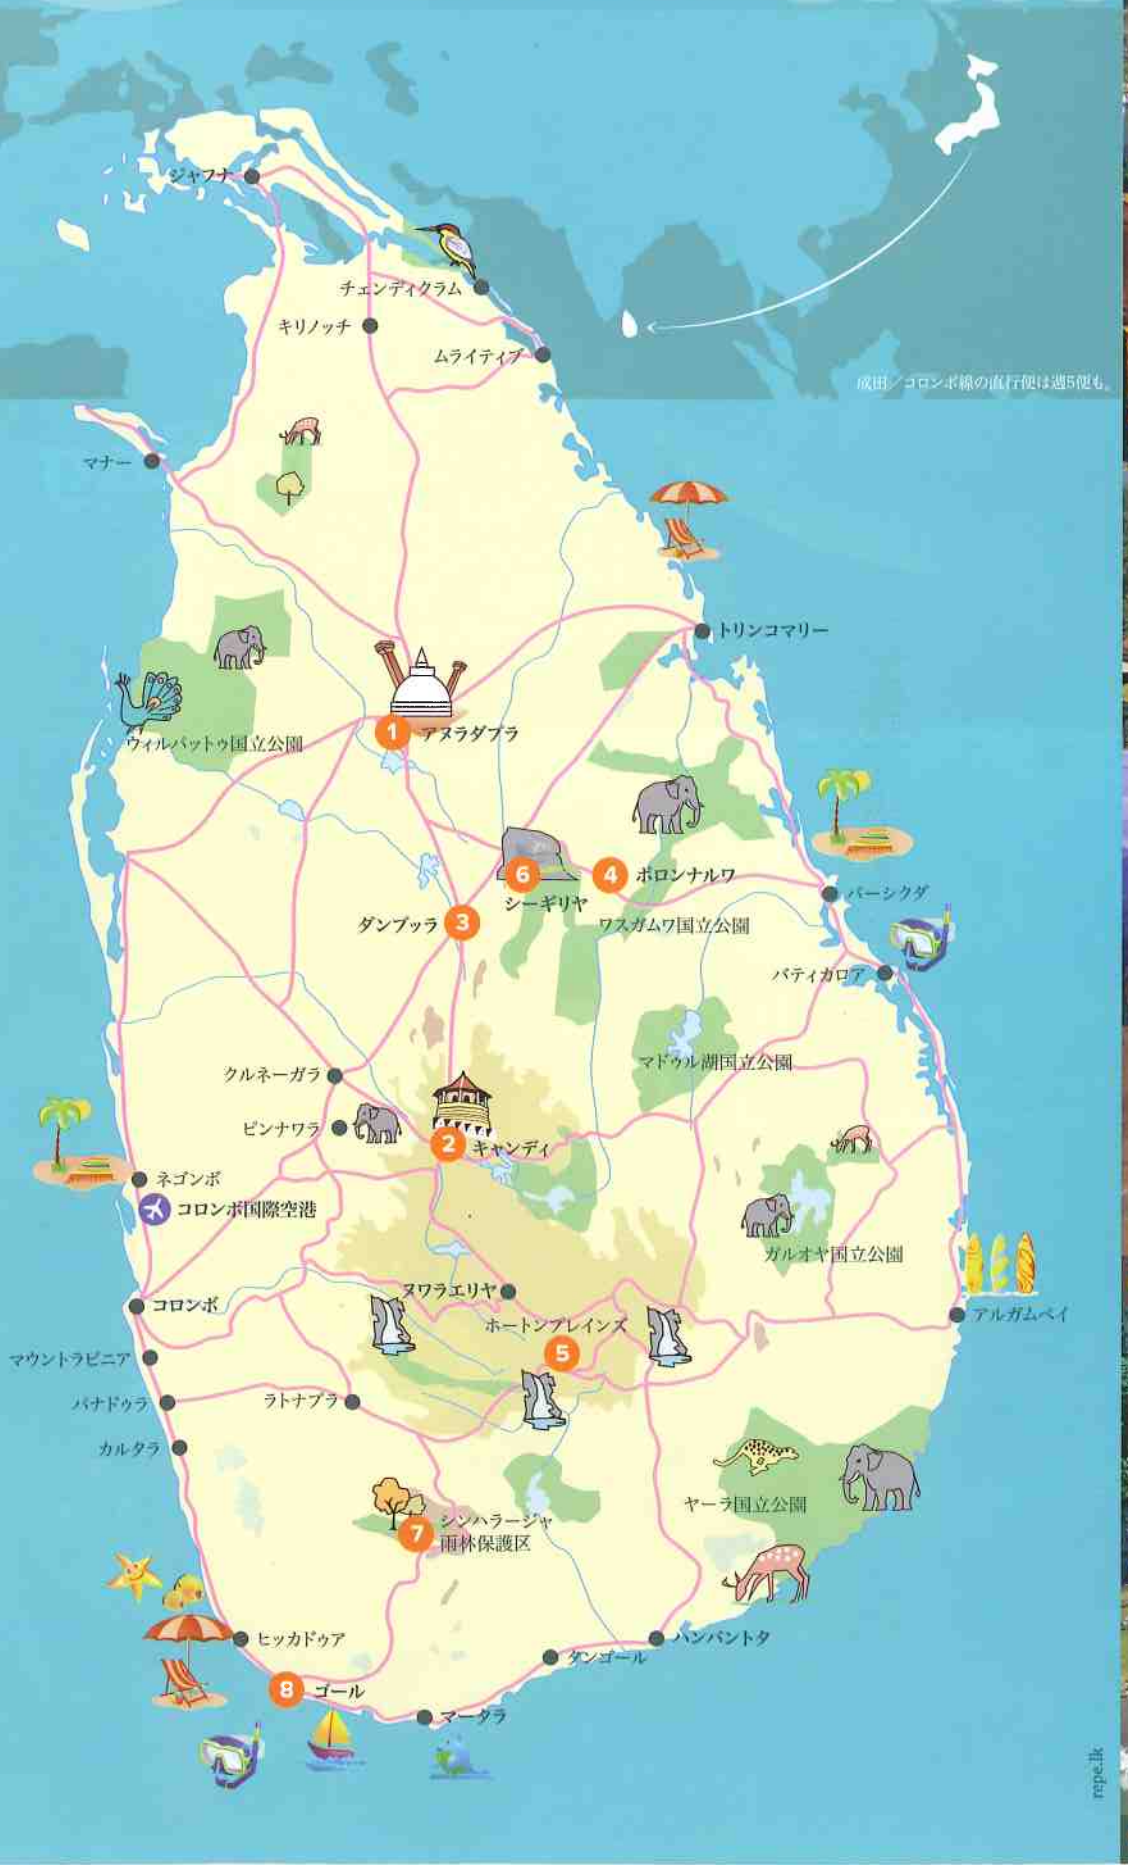 ジャフナ
チェンディクラム
キリノッチ
ムライティブ
成田／コロンボ線の直行便は週5便も。
マナー
トリンコマリー
1
アヌラダプラ
ウィルパットゥ国立公園
6
4
ポロンナルワ
シーギリヤ
パーシクダ
ダンブッラ
3
ワスガムワ国立公園
バティカロア
マドゥル湖国立公園
クルネーガラ
ピンナワラ
2
キャンディ
ネゴンボ
コロンボ国際空港
ガルオヤ国立公園
ヌワラエリヤ
コロンボ
アルガムベイ
ホートンプレインズ
5
マウントラビニア
パナドゥラ
ラトナプラ
カルタラ
ヤーラ国立公園
7
シンハラージャ
雨林保護区
ヒッカドゥア
ハンバントタ
タンゴール
8
ゴール
マータラ
repe.lk